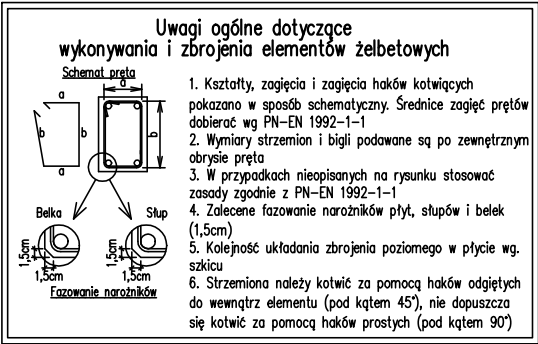 Uwagi ogólne dotyczące
wykonywania i zbrojenia elementów żelbetowych
Schemat pręta
a
a
b
b
a
b
Belka
Słup
1,5cm
1,5cm
1,5cm
1,5cm
Fazowanie narożników
1. Kształty, zagięcia i zagięcia haków kotwiących
pokazano w sposób schematyczny. Średnice zagięć prętów
dobierać wg PN-EN 1992-1-1
2. Wymiary strzemion i bigli podawane są po zewnętrznym
obrysie pręta
3. W przypadkach nieopisanych na rysunku stosować
zasady zgodnie z PN-EN 1992-1-1
4. Zalecene fazowanie narożników płyt, słupów i belek
(1,5cm)
5. Kolejność układania zbrojenia poziomego w płycie wg.
szkicu
6. Strzemiona należy kotwić za pomocą haków odgiętych
do wewnątrz elementu (pod kątem 45°), nie dopuszcza
się kotwić za pomocą haków prostych (pod kątem 90°)